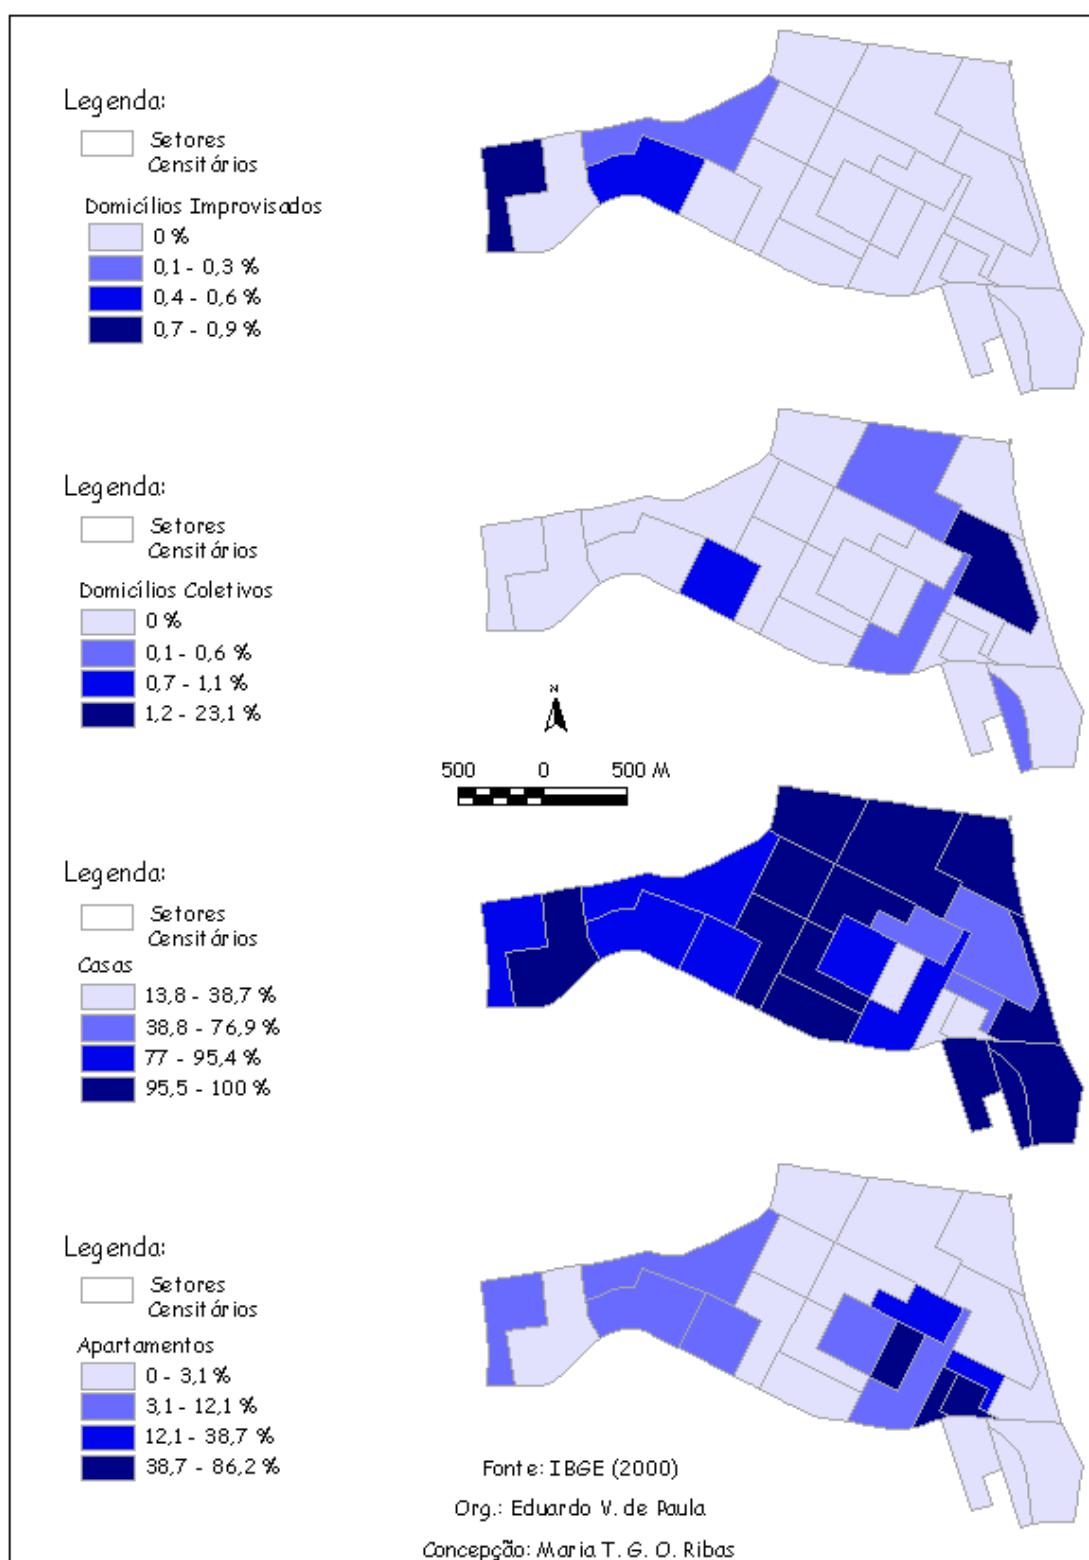 Legenda:
Setores
Censitários
Domicílios Improvisados
0 %
0,1 - 0,3 %
0,4 - 0,6 %
0,7 - 0,9 %
Legenda:
Setores
Censitários
Domicílios Coletivos
0 %
0,1 - 0,6 %
0,7 - 1,1 %
1,2 - 23,1 %
N
500 0 500 M
Legenda:
Setores
Censitários
Casas
13,8 - 38,7 %
38,8 - 76,9 %
77 - 95,4 %
95,5 - 100 %
Legenda:
Setores
Censitários
Apartamentos
0 - 3,1 %
3,1 - 12,1 %
12,1 - 38,7 %
38,7 - 86,2 %
Fonte: IBGE (2000)
Org.: Eduardo V. de Paula
Concepção: Maria T. G. O. Ribas